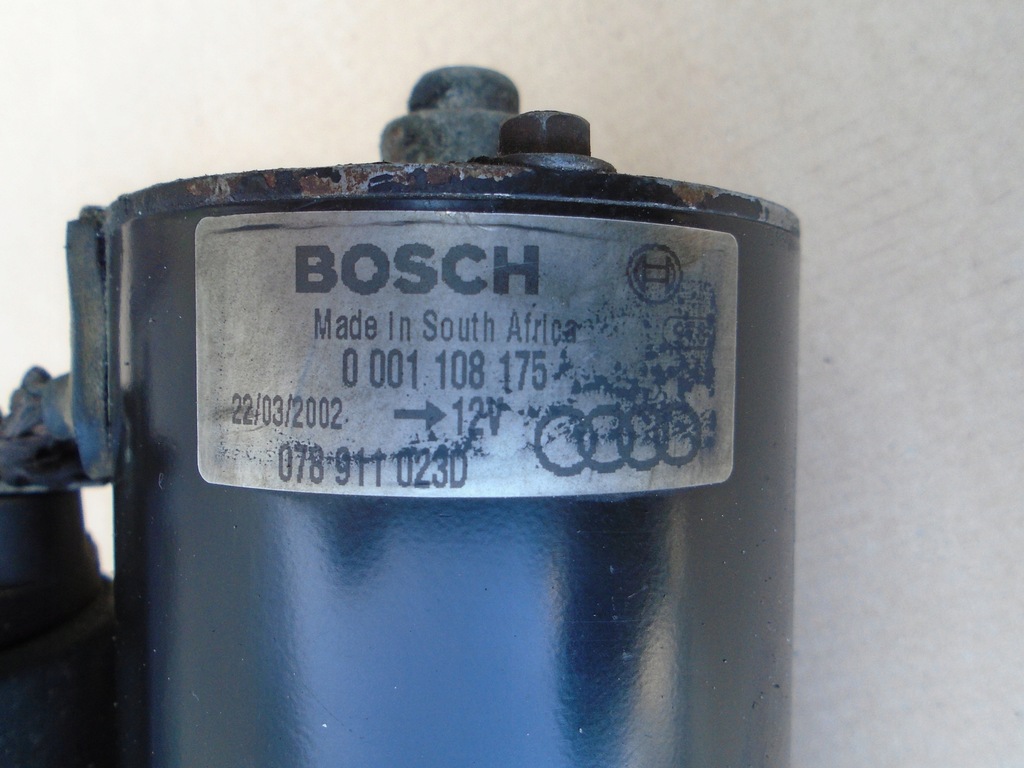 BOSCH
Made in South Africa
0 001 108 175
22/03/2002 → 12V
078 911 023D